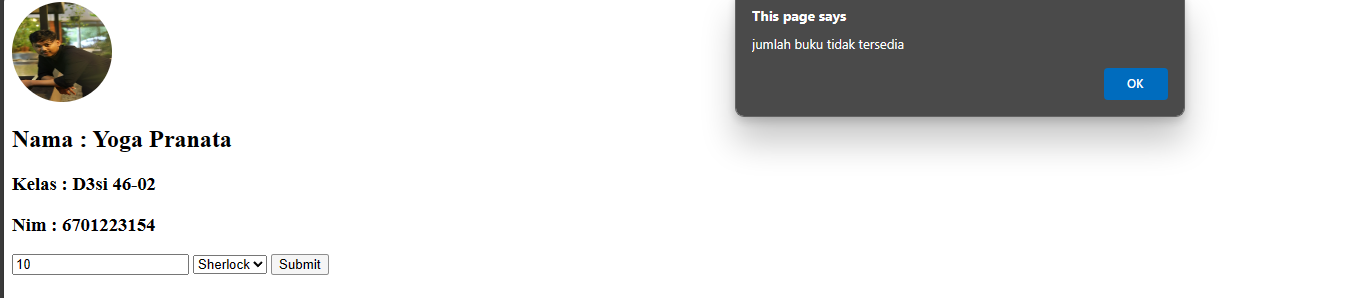 This page says
jumlah buku tidak tersedia
OK
Nama : Yoga Pranata
Kelas : D3si 46-02
Nim : 6701223154
10 Sherlock Submit